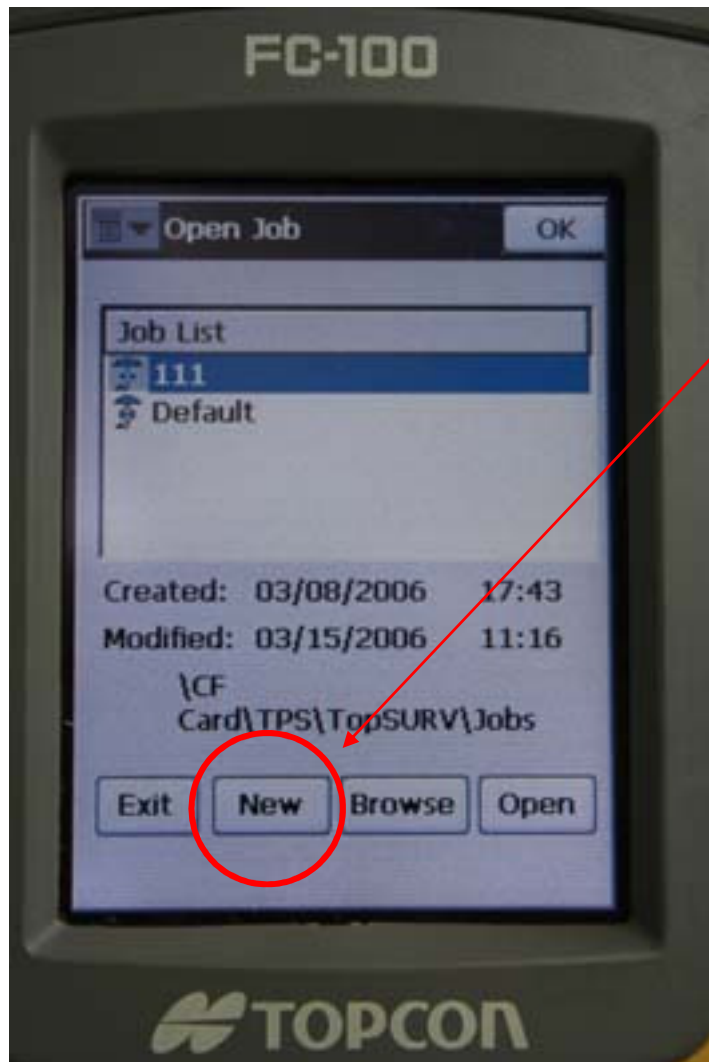 FC-100
Open Job OK
Job List
111
Default
Created: 03/08/2006 17:43
Modified: 03/15/2006 11:16
\CF
Card\TPS\TopSURV\Jobs
Exit New Browse Open
TOPCON